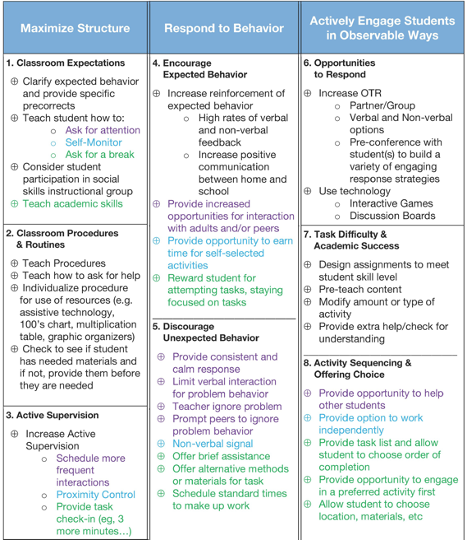 Maximize Structure
1. Classroom Expectations
⊕ Clarify expected behavior
and provide specific
precorrects
⊕ Teach student how to:
o Ask for attention
o Self-Monitor
o Ask for a break
⊕ Consider student
participation in social
skills instructional group
⊕ Teach academic skills
2. Classroom Procedures
& Routines
⊕ Teach Procedures
⊕ Teach how to ask for help
⊕ Individualize procedure
for use of resources (e.g.
assistive technology,
100's chart, multiplication
table, graphic organizers)
⊕ Check to see if student
has needed materials and
if not, provide them before
they are needed
3. Active Supervision
⊕ Increase Active
Supervision
o Schedule more
frequent
interactions
o Proximity Control
o Provide task
check-in (eg, 3
more minutes…)
Respond to Behavior
4. Encourage
Expected Behavior
⊕ Increase reinforcement of
expected behavior
o High rates of verbal
and non-verbal
feedback
o Increase positive
communication
between home and
school
⊕ Provide increased
opportunities for interaction
with adults and/or peers
⊕ Provide opportunity to earn
time for self-selected
activities
⊕ Reward student for
attempting tasks, staying
focused on tasks
5. Discourage
Unexpected Behavior
⊕ Provide consistent and
calm response
⊕ Limit verbal interaction
for problem behavior
⊕ Teacher ignore problem
⊕ Prompt peers to ignore
problem behavior
⊕ Non-verbal signal
⊕ Offer brief assistance
⊕ Offer alternative methods
or materials for task
⊕ Schedule standard times
to make up work
Actively Engage Students
in Observable Ways
6. Opportunities
to Respond
⊕ Increase OTR
o Partner/Group
o Verbal and Non-verbal
options
o Pre-conference with
student(s) to build a
variety of engaging
response strategies
⊕ Use technology
o Interactive Games
o Discussion Boards
7. Task Difficulty &
Academic Success
⊕ Design assignments to meet
student skill level
⊕ Pre-teach content
⊕ Modify amount or type of
activity
⊕ Provide extra help/check for
understanding
8. Activity Sequencing &
Offering Choice
⊕ Provide opportunity to help
other students
⊕ Provide option to work
independently
⊕ Provide task list and allow
student to choose order of
completion
⊕ Provide opportunity to engage
in a preferred activity first
⊕ Allow student to choose
location, materials, etc